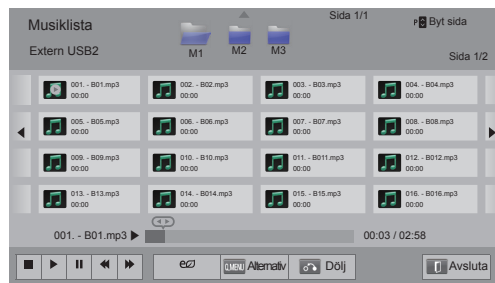 Musiklista
Sida 1/1
P Byt sida
Extern USB2
M1 M2 M3
Sida 1/2
001. - B01.mp3 002. - B02.mp3 003. - B03.mp3 004. - B04.mp3
00:00 00:00 00:00 00:00
005. - B05.mp3 006. - B06.mp3 007. - B07.mp3 008. - B08.mp3
00:00 00:00 00:00 00:00
009. - B09.mp3 010. - B10.mp3 011. - B011.mp3 012. - B012.mp3
00:00 00:00 00:00 00:00
013. - B13.mp3 014. - B014.mp3 015. - B15.mp3 016. - B016.mp3
00:00 00:00 00:00 00:00
001. - B01.mp3 00:03 / 02:58
Q.MENU Alternativ Dölj Avsluta